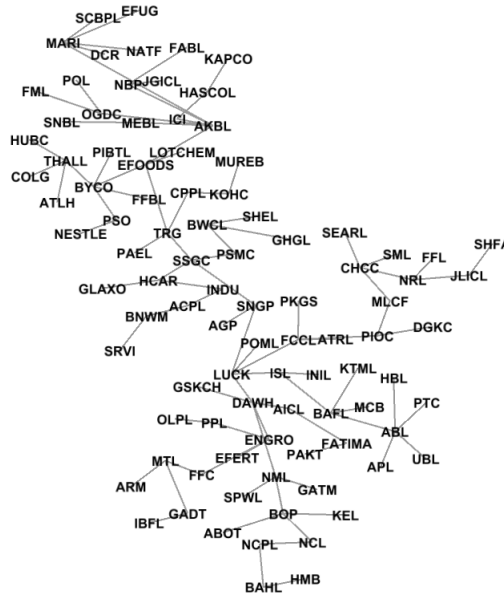 EFUG
SCBPL
MARI
DCR NATF FABL
KAPCO
POL
NBP JGICL
FML
HASCOL
OGDC
SNBL MEBL ICI AKBL
HUBC
PIBTL LOTCHEM
THALL
EFOODS MUREB
COLG
BYCO
CPPL KOHC
ATLH
FFBL
PSO
SHEL
NESTLE
TRG BWCL
SEARL
GHGL
SHFA
PAEL
SSGC PSMC
SML FFL
CHCC
NRL JLICL
HCAR
GLAXO INDU
ACPL SNGP PKGS MLCF
BNWM
AGP
DGKC
SRVI
POML FCCL ATRL PIOC
LUCK ISL INIL KTML
HBL
GSKCH
DAWH AICL
BAFL MCB PTC
OLPL PPL
ABL
ENGRO FATIMA
MTL
EFERT PAKT
UBL
FFC
APL
ARM
NML
GATM
SPWL
IBFL GADT
BOP KEL
ABOT
NCPL NCL
BAHL HMB